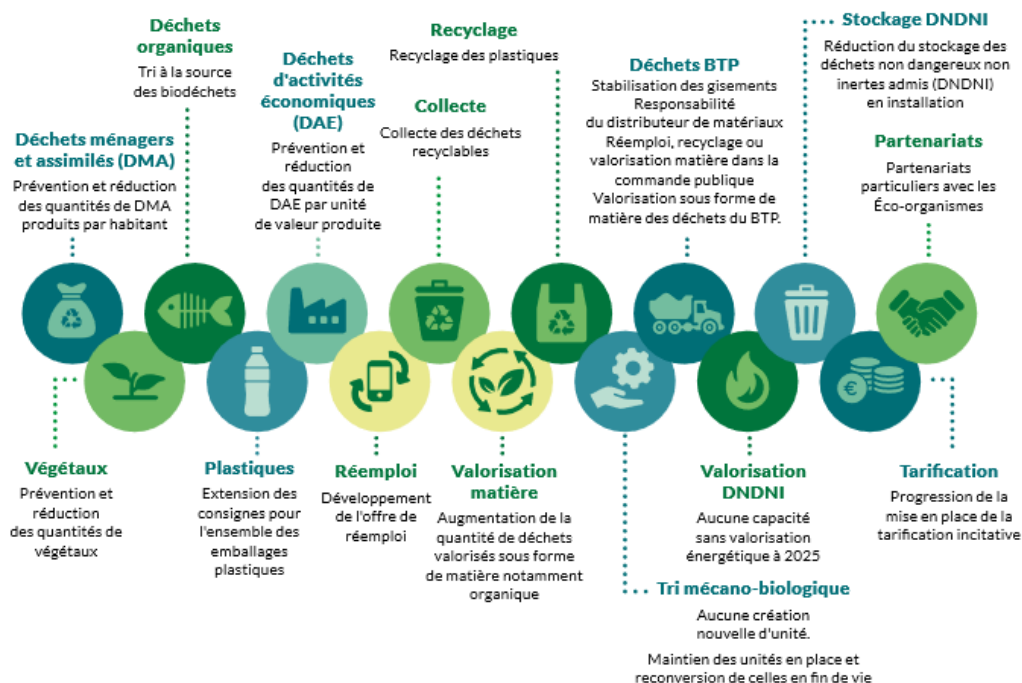 Déchets ménagers
et assimilés (DMA)
Prévention et réduction
des quantités de DMA
produits par habitant
Déchets
organiques
Tri à la source
des biodéchets
Déchets
d'activités
économiques
(DAE)
Prévention et
réduction
des quantités de
DAE par unité
de valeur produite
Recyclage
Recyclage des plastiques
Collecte
Collecte des déchets
recyclables
Déchets BTP
Stabilisation des gisements
Responsabilité
du distributeur de matériaux
Réemploi, recyclage ou
valorisation matière dans la
commande publique
Valorisation sous forme de
matière des déchets du BTP.
Stockage DNDNI
Réduction du stockage des
déchets non dangereux non
inertes admis (DNDNI)
en installation
Partenariats
Partenariats
particuliers avec les
Éco-organismes
€
Végétaux
Prévention et
réduction
des quantités de
végétaux
Plastiques
Extension des
consignes pour
l'ensemble des
emballages
plastiques
Réemploi
Développement
de l'offre de
réemploi
Valorisation
matière
Augmentation de la
quantité de déchets
valorisés sous forme
de matière notamment
organique
Valorisation
DNDNI
Aucune capacité
sans valorisation
énergétique à 2025
Tarification
Progression de la
mise en place de la
tarification incitative
Tri mécano-biologique
Aucune création
nouvelle d'unité.
Maintien des unités en place et
reconversion de celles en fin de vie